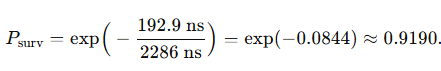 P_surv = exp( − 192.9 ns / 2286 ns ) = exp(−0.0844) ≈ 0.9190.